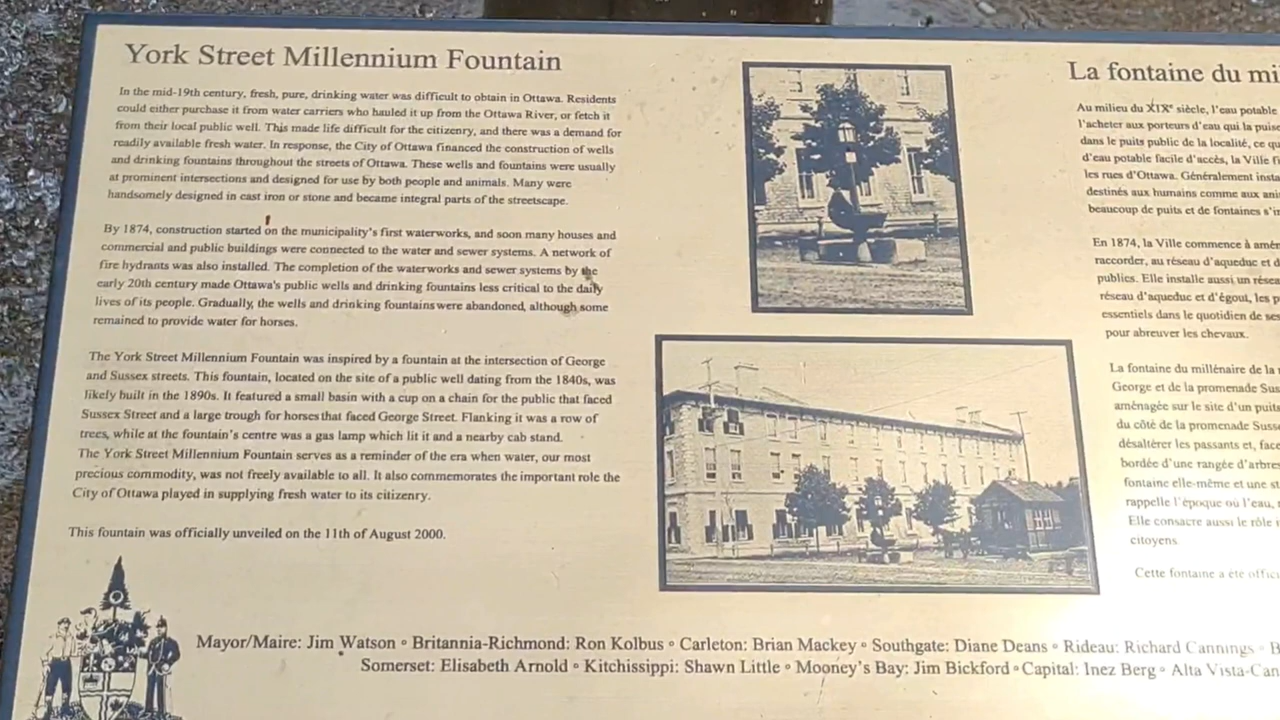 York Street Millennium Fountain
In the mid-19th century, fresh, pure, drinking water was difficult to obtain in Ottawa. Residents
could either purchase it from water carriers who hauled it up from the Ottawa River, or fetch it
from their local public well. This made life difficult for the citizenry, and there was a demand for
readily available fresh water. In response, the City of Ottawa financed the construction of wells
and drinking fountains throughout the streets of Ottawa. These wells and fountains were usually
at prominent intersections and designed for use by both people and animals. Many were
handsomely designed in cast iron or stone and became integral parts of the streetscape.
By 1874, construction started on the municipality's first waterworks, and soon many houses and
commercial and public buildings were connected to the water and sewer systems. A network of
fire hydrants was also installed. The completion of the waterworks and sewer systems by the
early 20th century made Ottawa's public wells and drinking fountains less critical to the daily
lives of its people. Gradually, the wells and drinking fountains were abandoned, although some
remained to provide water for horses.
The York Street Millennium Fountain was inspired by a fountain at the intersection of George
and Sussex streets. This fountain, located on the site of a public well dating from the 1840s, was
likely built in the 1890s. It featured a small basin with a cup on a chain for the public that faced
Sussex Street and a large trough for horses that faced George Street. Flanking it was a row of
trees, while at the fountain's centre was a gas lamp which lit it and a nearby cab stand.
The York Street Millennium Fountain serves as a reminder of the era when water, our most
precious commodity, was not freely available to all. It also commemorates the important role the
City of Ottawa played in supplying fresh water to its citizenry.
This fountain was officially unveiled on the 11th of August 2000.
La fontaine du mi
Au milieu du XIXe siècle, l'eau potable
l'acheter aux porteurs d'eau qui la puis
dans le puits public de la localité, ce qu
d'eau potable facile d'accès, la Ville f
les rues d'Ottawa. Généralement insta
destinés aux humains comme aux ani
beaucoup de puits et de fontaines s'i
En 1874, la Ville commence à amén
raccorder, au réseau d'aqueduc et d
publics. Elle installe aussi un résea
réseau d'aqueduc et d'égout, les p
essentiels dans le quotidien de ses
pour abreuver les chevaux.
La fontaine du millénaire de la
George et de la promenade Sus
aménagée sur le site d'un puits
du côté de la promenade Susse
désaltérer les passants et, face
bordée d'une rangée d'arbres
fontaine elle-même et une st
rappelle l'époque où l'eau,
Elle consacre aussi le rôle
citoyens.
Cette fontaine a été offici
Mayor/Maire: Jim Watson ° Britannia-Richmond: Ron Kolbus ° Carleton: Brian Mackey ° Southgate: Diane Deans ° Rideau: Richard Cannings ° B
Somerset: Elisabeth Arnold ° Kitchissippi: Shawn Little ° Mooney's Bay: Jim Bickford ° Capital: Inez Berg ° Alta Vista-Can